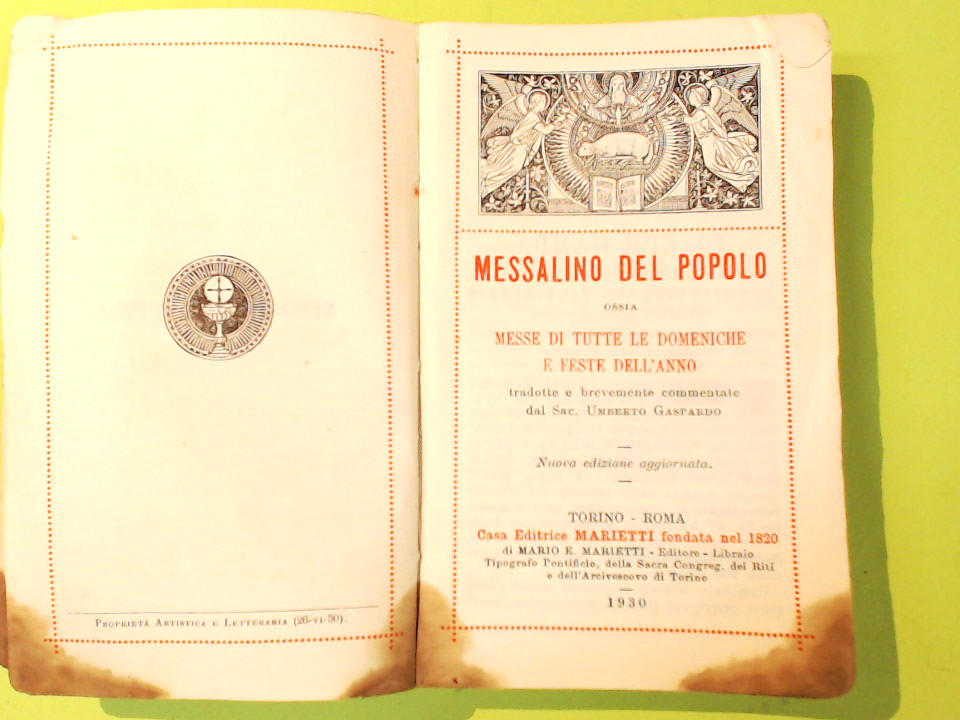 Proprietà Artistica e Letteraria (26-vi-30).
MESSALINO DEL POPOLO
OSSIA
MESSE DI TUTTE LE DOMENICHE
E FESTE DELL'ANNO
tradotte e brevemente commentate
dal Sac. Umberto Gaspardo
Nuova edizione aggiornata.
TORINO - ROMA
Casa Editrice MARIETTI fondata nel 1820
di MARIO E. MARIETTI - Editore - Libraio
Tipografo Pontificio, della Sacra Congreg. dei Riti
e dell'Arcivescovo di Torino
1930